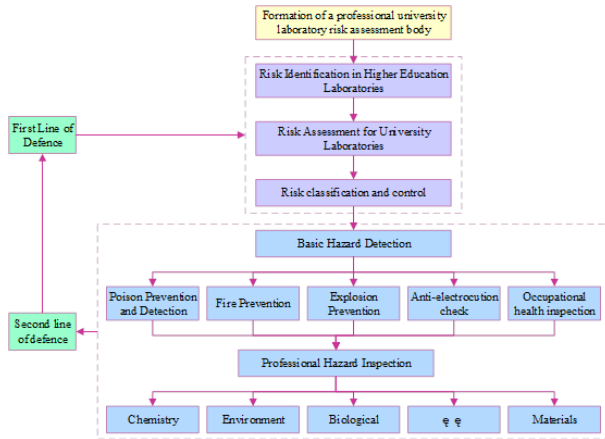 Formation of a professional university
laboratory risk assessment body
Risk Identification in Higher Education
Laboratories
First Line of
Defence
Risk Assessment for University
Laboratories
Risk classification and control
Basic Hazard Detection
Poison Prevention
and Detection
Fire Prevention
Explosion
Prevention
Anti-electrocution
check
Occupational
health inspection
Second line
of defence
Professional Hazard Inspection
Chemistry
Environment
Biological
ę ę
Materials